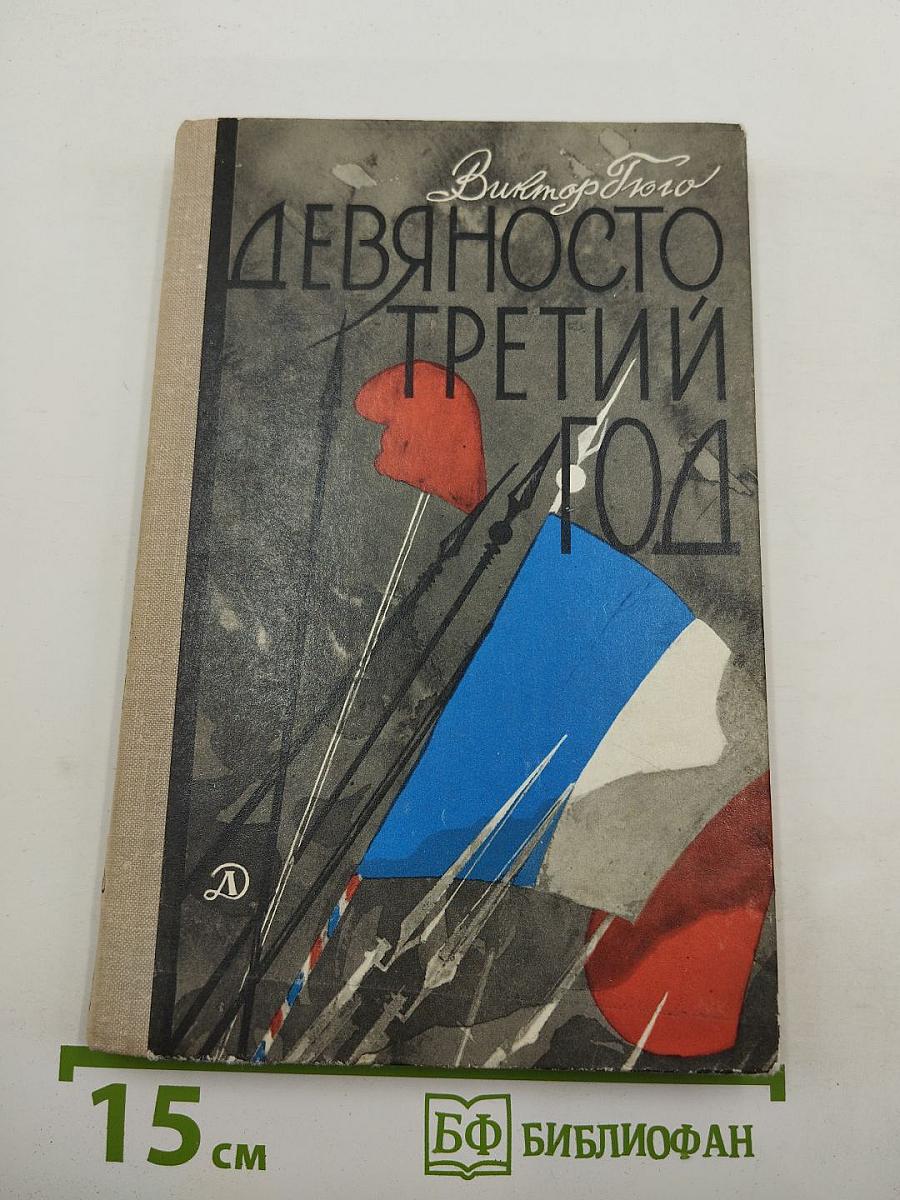 Виктор Гюго
ДЕВЯНОСТО
ТРЕТИЙ
ГОД
Д
15 см
БФ БИБЛИОФАН